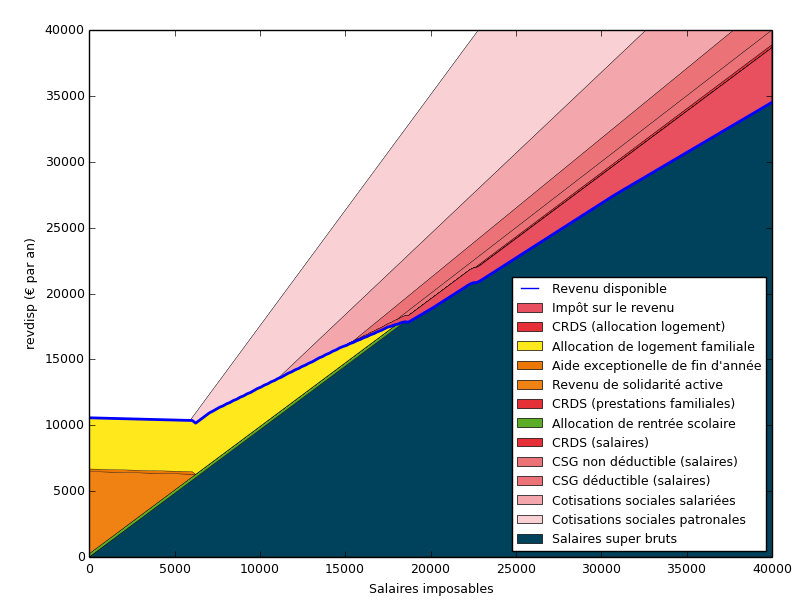 40000
35000
30000
25000
20000
15000
10000
5000
0
revdisp (€ par an)
Revenu disponible
Impôt sur le revenu
CRDS (allocation logement)
Allocation de logement familiale
Aide exceptionelle de fin d'année
Revenu de solidarité active
CRDS (prestations familiales)
Allocation de rentrée scolaire
CRDS (salaires)
CSG non déductible (salaires)
CSG déductible (salaires)
Cotisations sociales salariées
Cotisations sociales patronales
Salaires super bruts
0 5000 10000 15000 20000 25000 30000 35000 40000
Salaires imposables